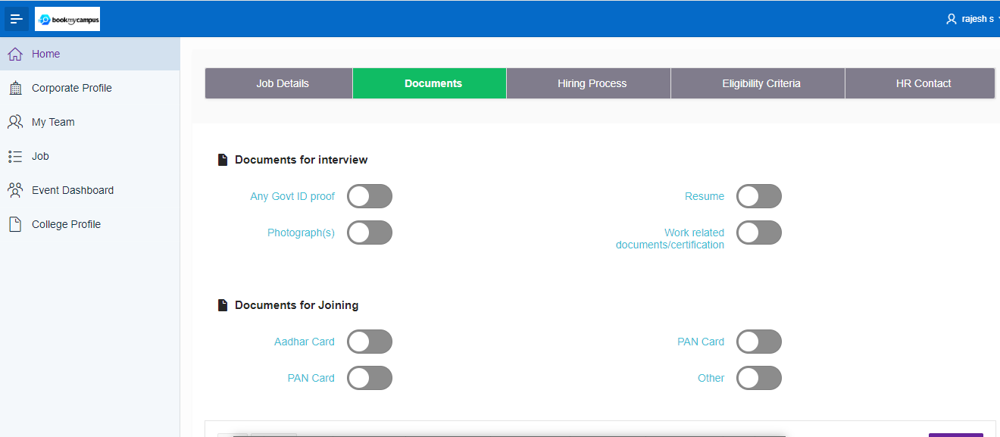 bookmycampus
rajesh s
Home
Corporate Profile
My Team
Job
Event Dashboard
College Profile
Job Details
Documents
Hiring Process
Eligibility Criteria
HR Contact
Documents for interview
Any Govt ID proof
Resume
Photograph(s)
Work related
documents/certification
Documents for Joining
Aadhar Card
PAN Card
PAN Card
Other